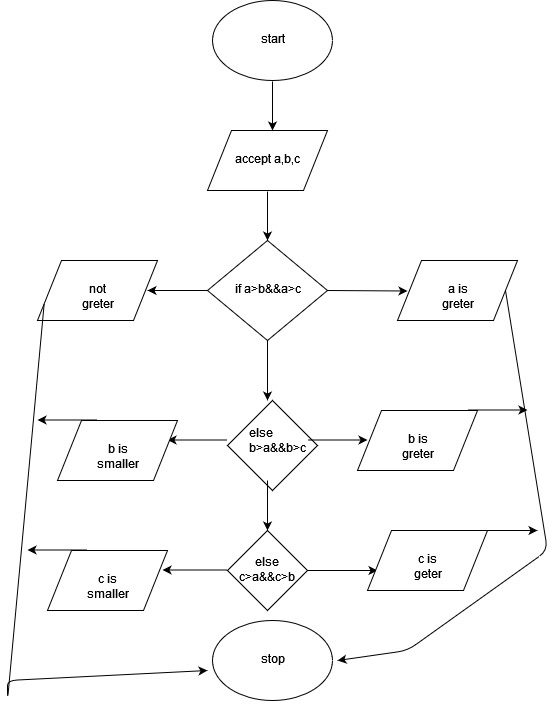 start
accept a,b,c
not
greter
if a>b&&a>c
a is
greter
b is
smaller
else
b>a&&b>c
b is
greter
c is
smaller
else
c>a&&c>b
c is
geter
stop